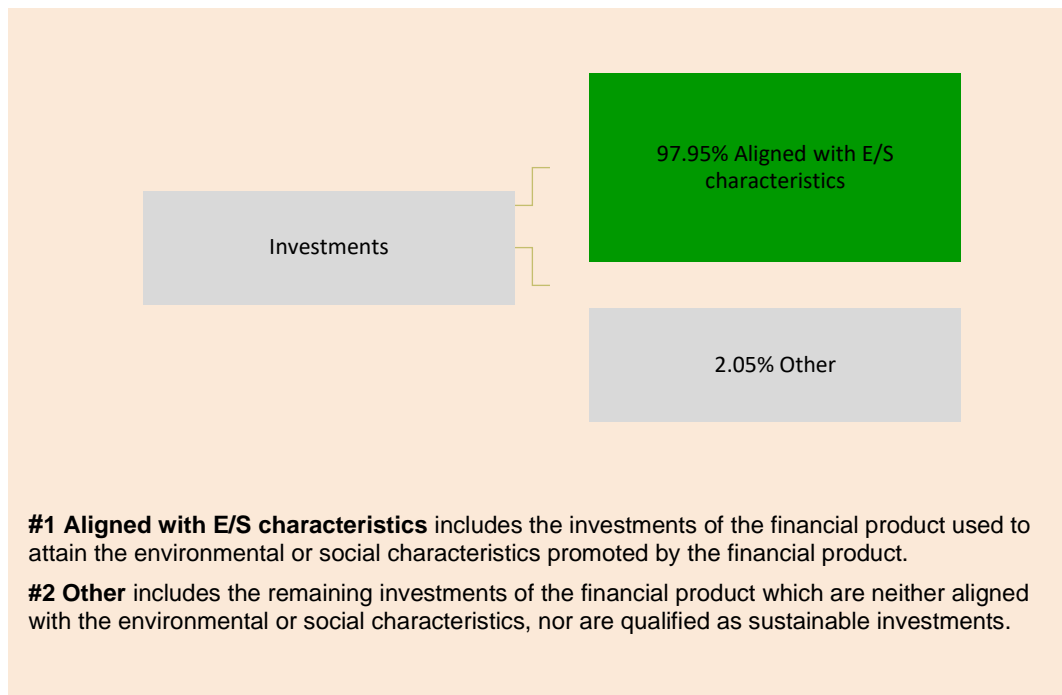 97.95% Aligned with E/S
characteristics
Investments
2.05% Other
#1 Aligned with E/S characteristics includes the investments of the financial product used to
attain the environmental or social characteristics promoted by the financial product.
#2 Other includes the remaining investments of the financial product which are neither aligned
with the environmental or social characteristics, nor are qualified as sustainable investments.